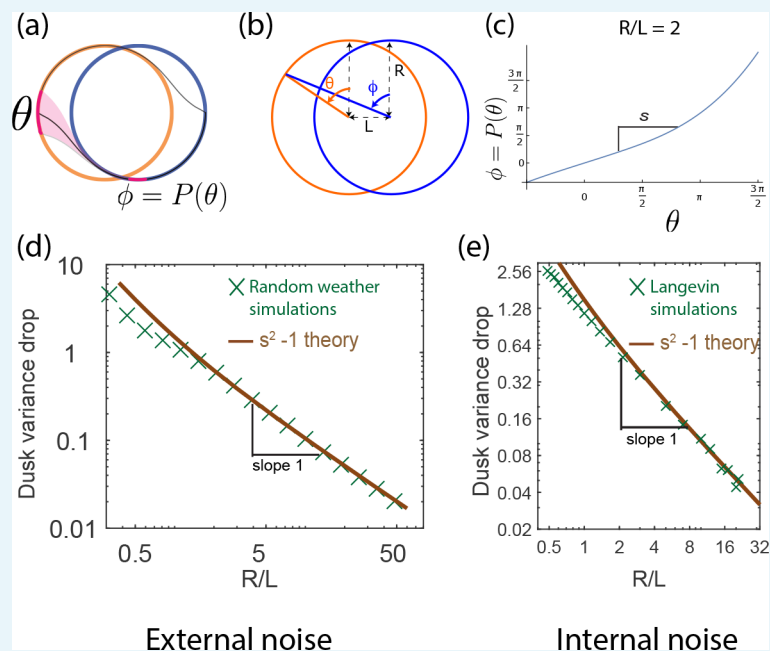 (a)
θ
ϕ = P(θ)
(b)
θ
ϕ
R
L
(c)
R/L = 2
ϕ = P(θ)
3π/2
π
π/2
0
s
0
π/2
π
3π/2
θ
(d)
Dusk variance drop
10
1
0.1
0.01
Random weather
simulations
s² -1 theory
slope 1
0.5
5
50
R/L
External noise
(e)
Dusk variance drop
2.56
1.28
0.64
0.32
0.16
0.08
0.04
0.02
Langevin
simulations
s² -1 theory
slope 1
0.5
1
2
4
8
16
32
R/L
Internal noise